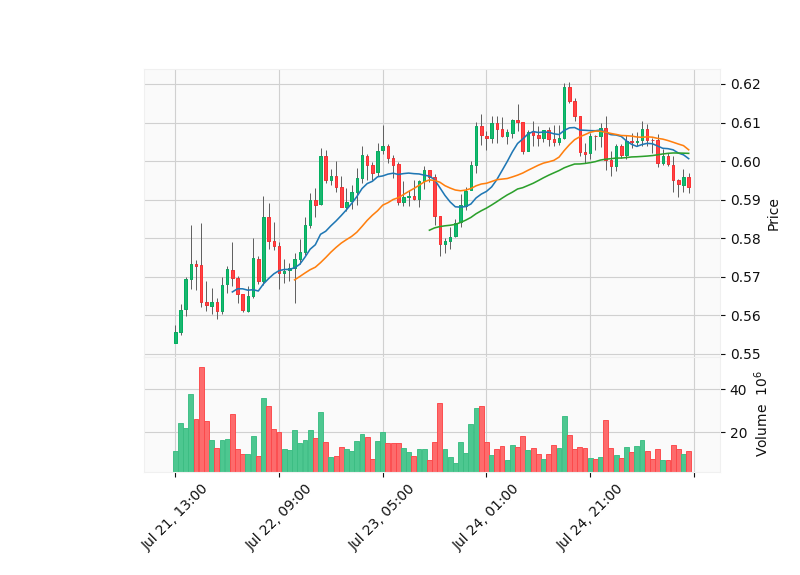 0.62
0.61
0.60
0.59
0.58
0.57
0.56
0.55
Price
40
20
Volume 10⁶
Jul 21, 13:00
Jul 22, 09:00
Jul 23, 05:00
Jul 24, 01:00
Jul 24, 21:00